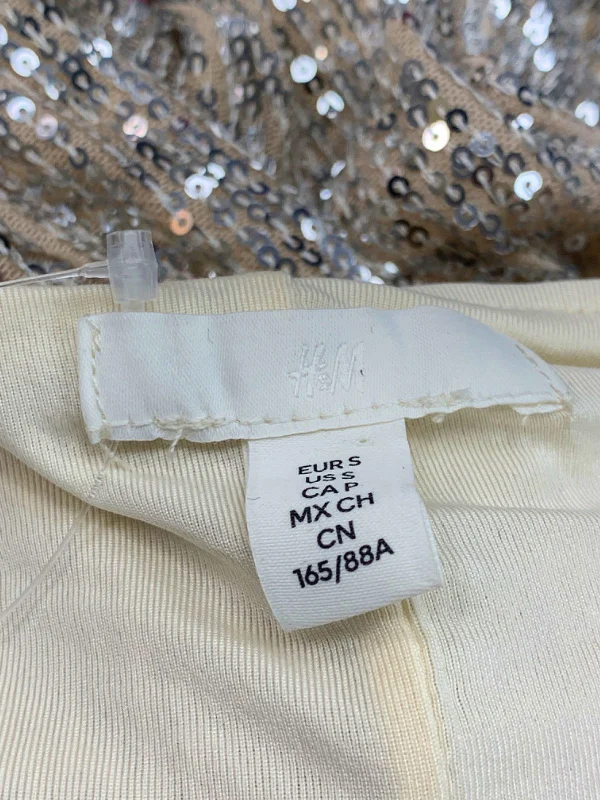 H&M
EUR S
US S
CA P
MX CH
CN
165/88A